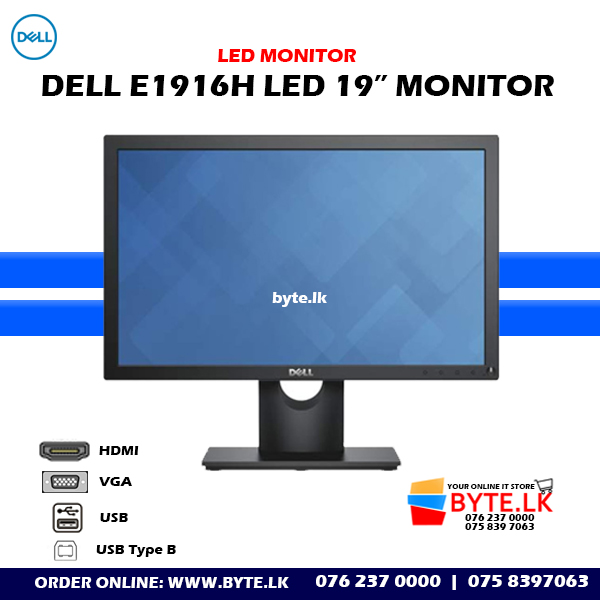 DELL
LED MONITOR
DELL E1916H LED 19” MONITOR
byte.lk
DELL
HDMI
VGA
USB
USB Type B
YOUR ONLINE IT STORE
BYTE.LK
076 237 0000
075 839 7063
ORDER ONLINE: WWW.BYTE.LK 076 237 0000 | 075 8397063